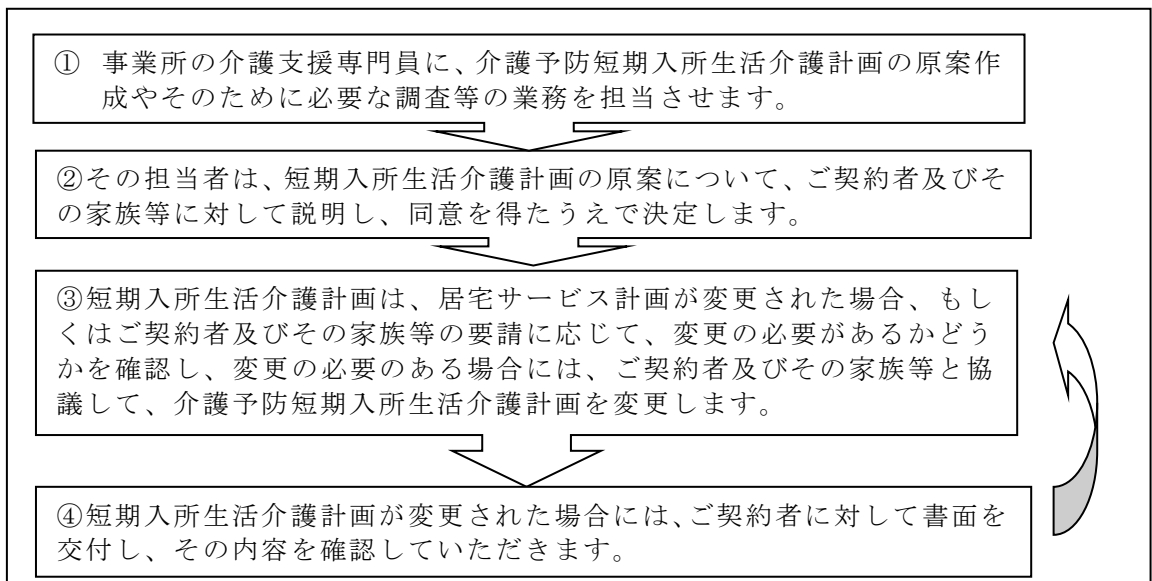 ① 事業所の介護支援専門員に、介護予防短期入所生活介護計画の原案作
成やそのために必要な調査等の業務を担当させます。
②その担当者は、短期入所生活介護計画の原案について、ご契約者及びそ
の家族等に対して説明し、同意を得たうえで決定します。
③短期入所生活介護計画は、居宅サービス計画が変更された場合、もし
くはご契約者及びその家族等の要請に応じて、変更の必要があるかどう
かを確認し、変更の必要のある場合には、ご契約者及びその家族等と協
議して、介護予防短期入所生活介護計画を変更します。
④短期入所生活介護計画が変更された場合には、ご契約者に対して書面を
交付し、その内容を確認していただきます。